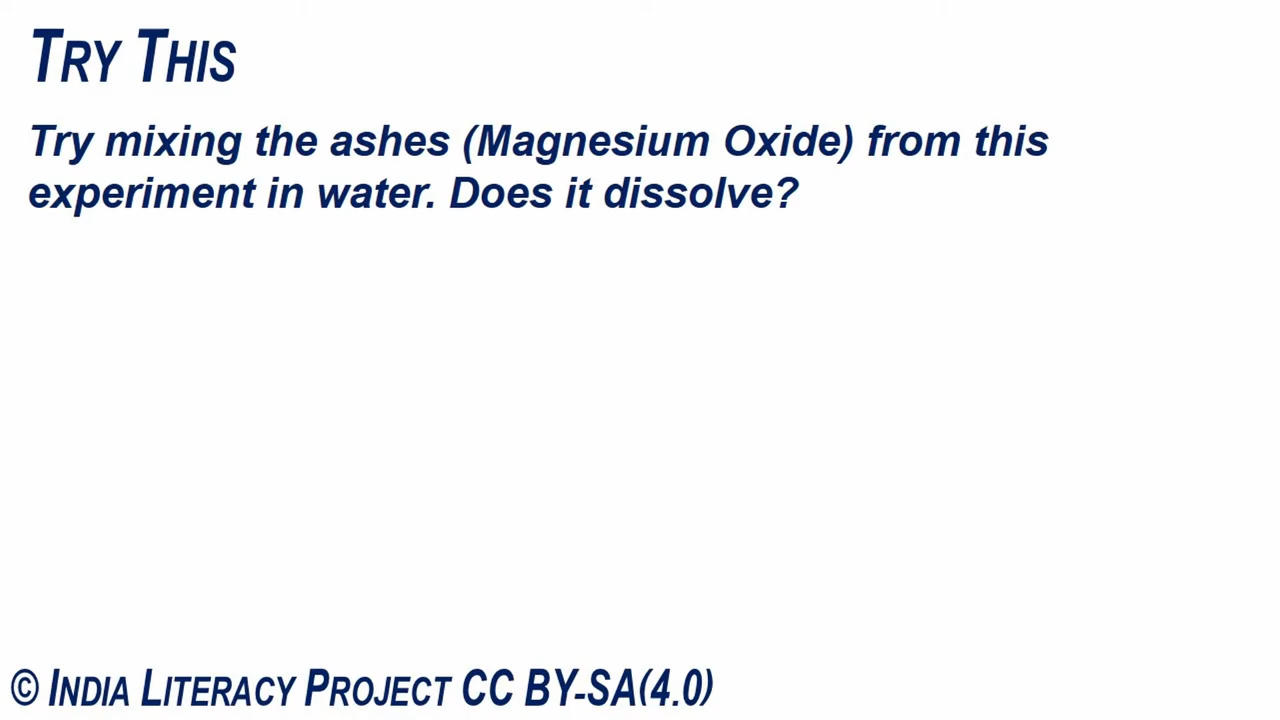 TRY THIS
Try mixing the ashes (Magnesium Oxide) from this
experiment in water. Does it dissolve?
© INDIA LITERACY PROJECT CC BY-SA(4.0)